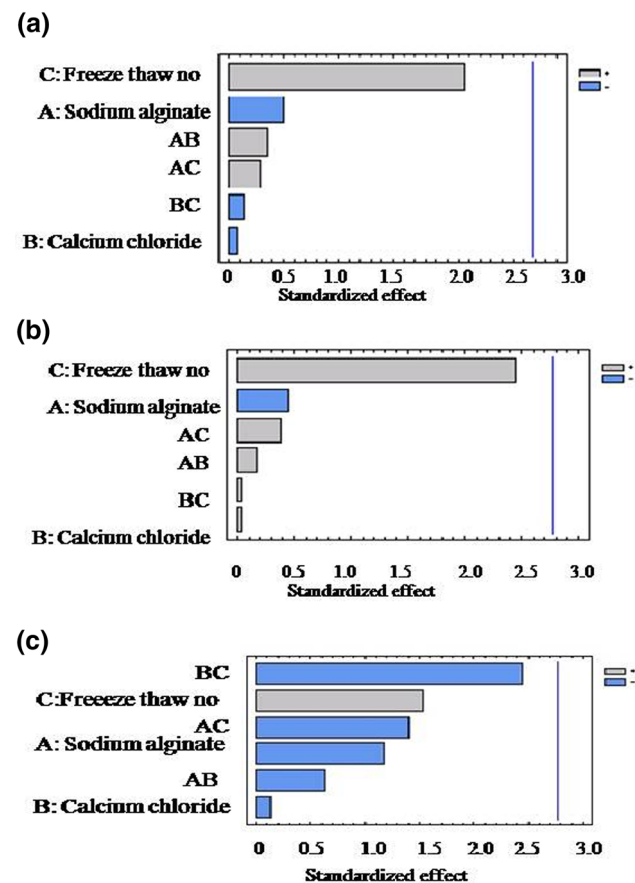 (a)
C: Freeze thaw no
A: Sodium alginate
AB
AC
BC
B: Calcium chloride
+
-
0 0.5 1.0 1.5 2.0 2.5 3.0
Standardized effect
(b)
C: Freeze thaw no
A: Sodium alginate
AC
AB
BC
B: Calcium chloride
+
-
0 0.5 1.0 1.5 2.0 2.5 3.0
Standardized effect
(c)
BC
C:Freeeze thaw no
AC
A: Sodium alginate
AB
B: Calcium chloride
+
-
0 0.5 1.0 1.5 2.0 2.5 3.0
Standardized effect